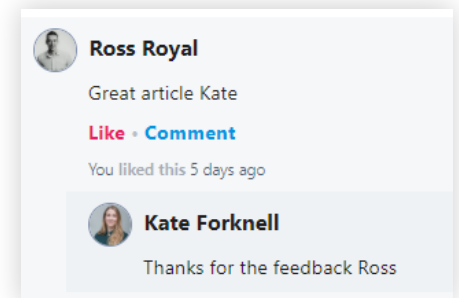 Ross Royal
Great article Kate
Like • Comment
You liked this 5 days ago
Kate Forknell
Thanks for the feedback Ross